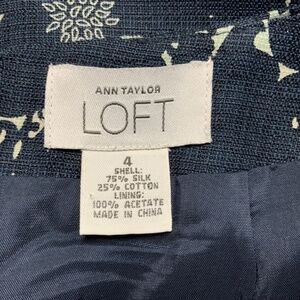 ANN TAYLOR
LOFT
4
SHELL:
75% SILK
25% COTTON
LINING:
100% ACETATE
MADE IN CHINA